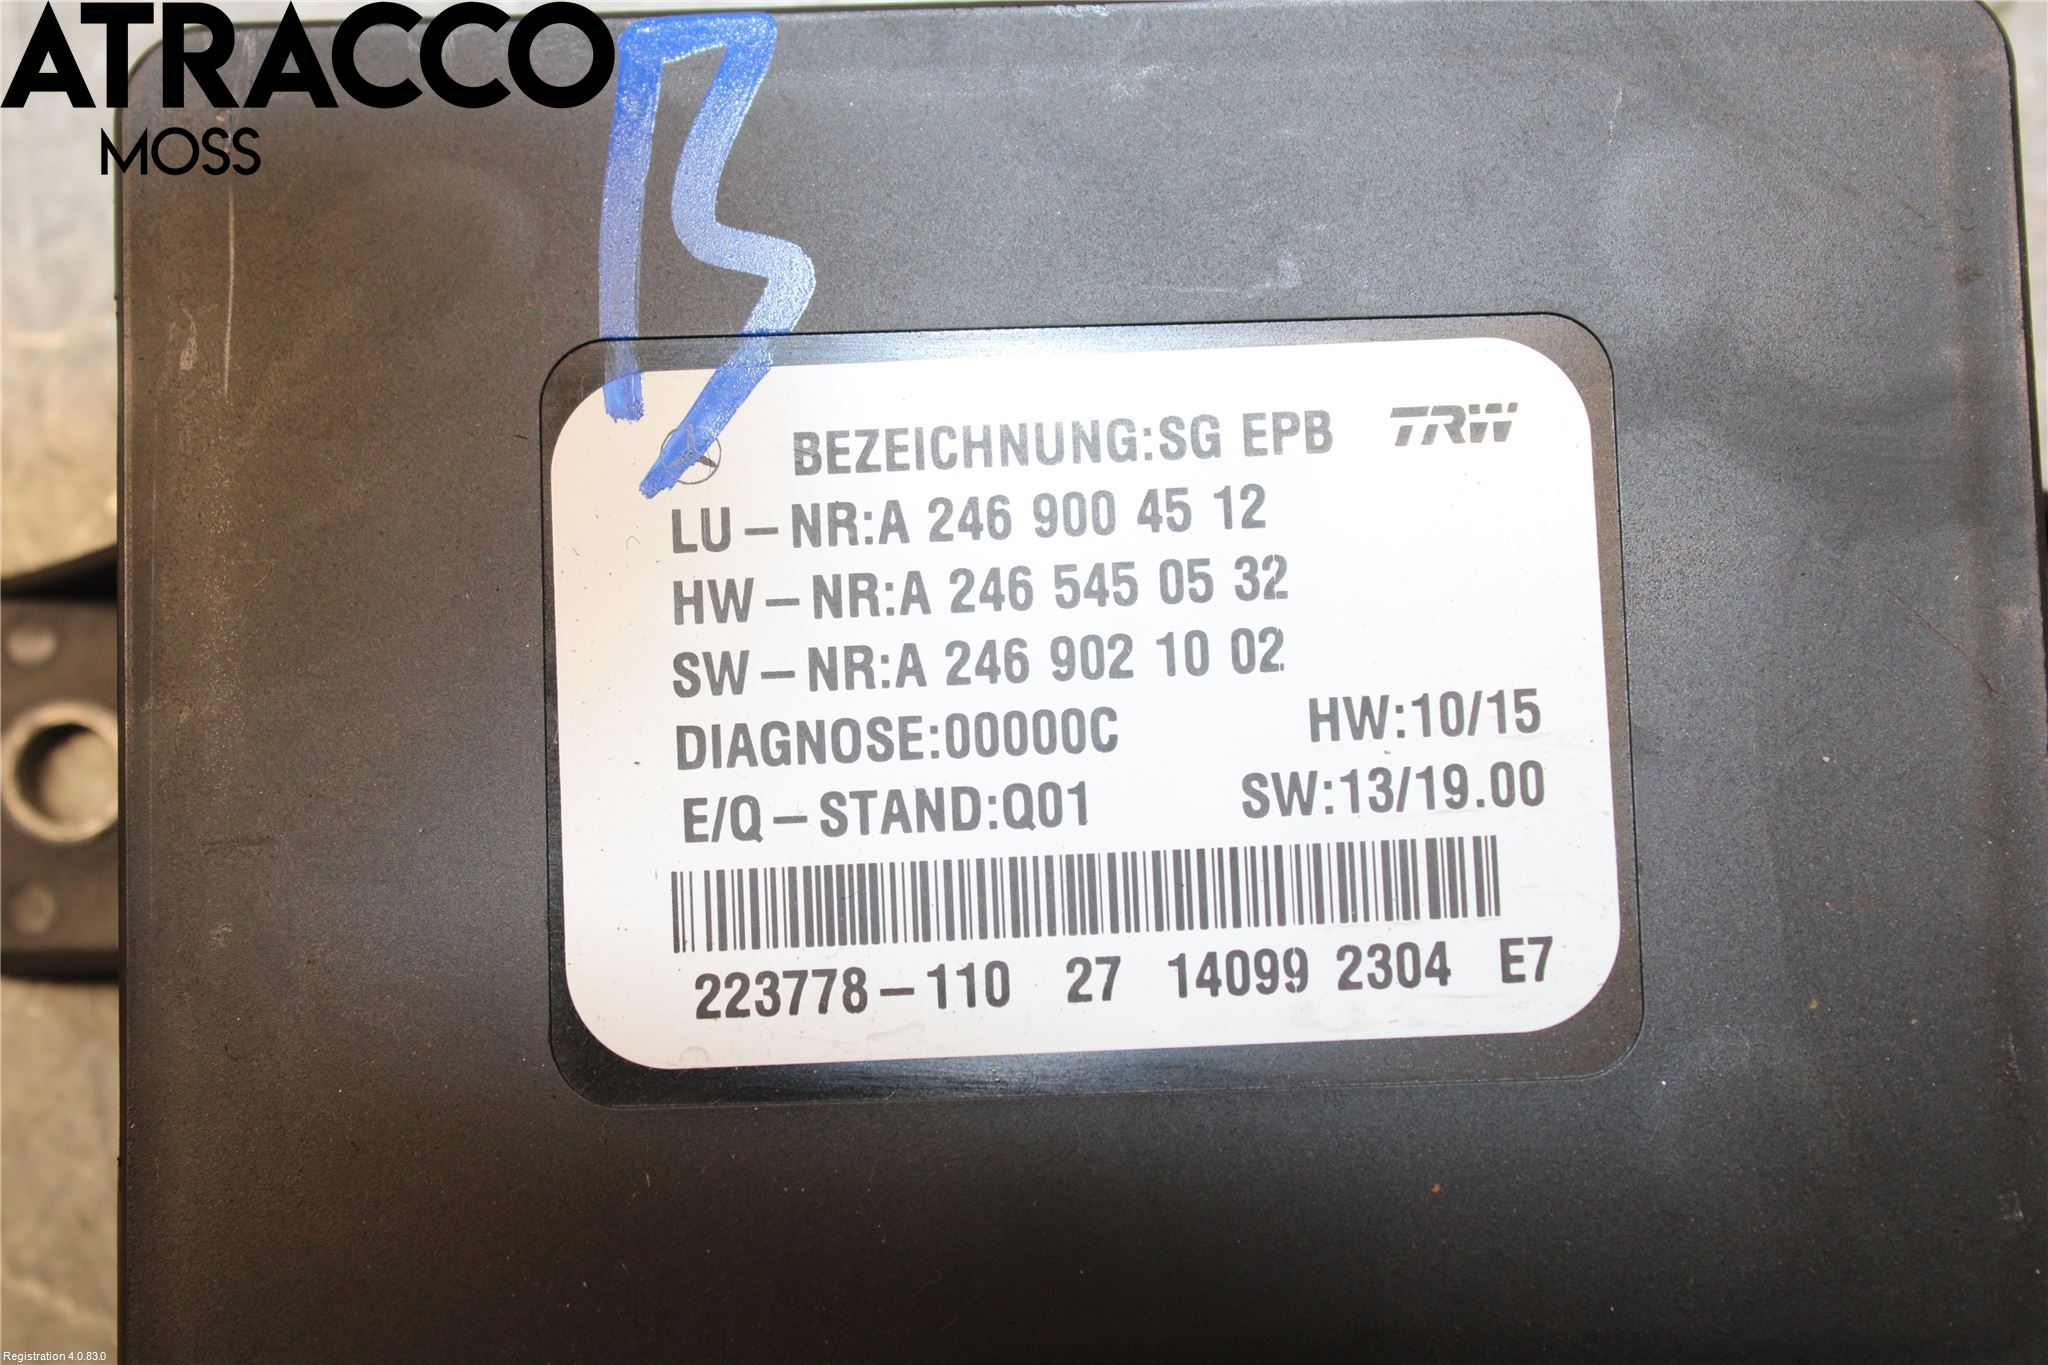 ATRACCO
MOSS
BEZEICHNUNG:SG EPB TRW
LU-NR:A 246 900 45 12
HW-NR:A 246 545 05 32
SW-NR:A 246 902 10 02
DIAGNOSE:00000C HW:10/15
E/Q-STAND:Q01 SW:13/19.00
223778-110 27 14099 2304 E7
Registration 4.0.83.0